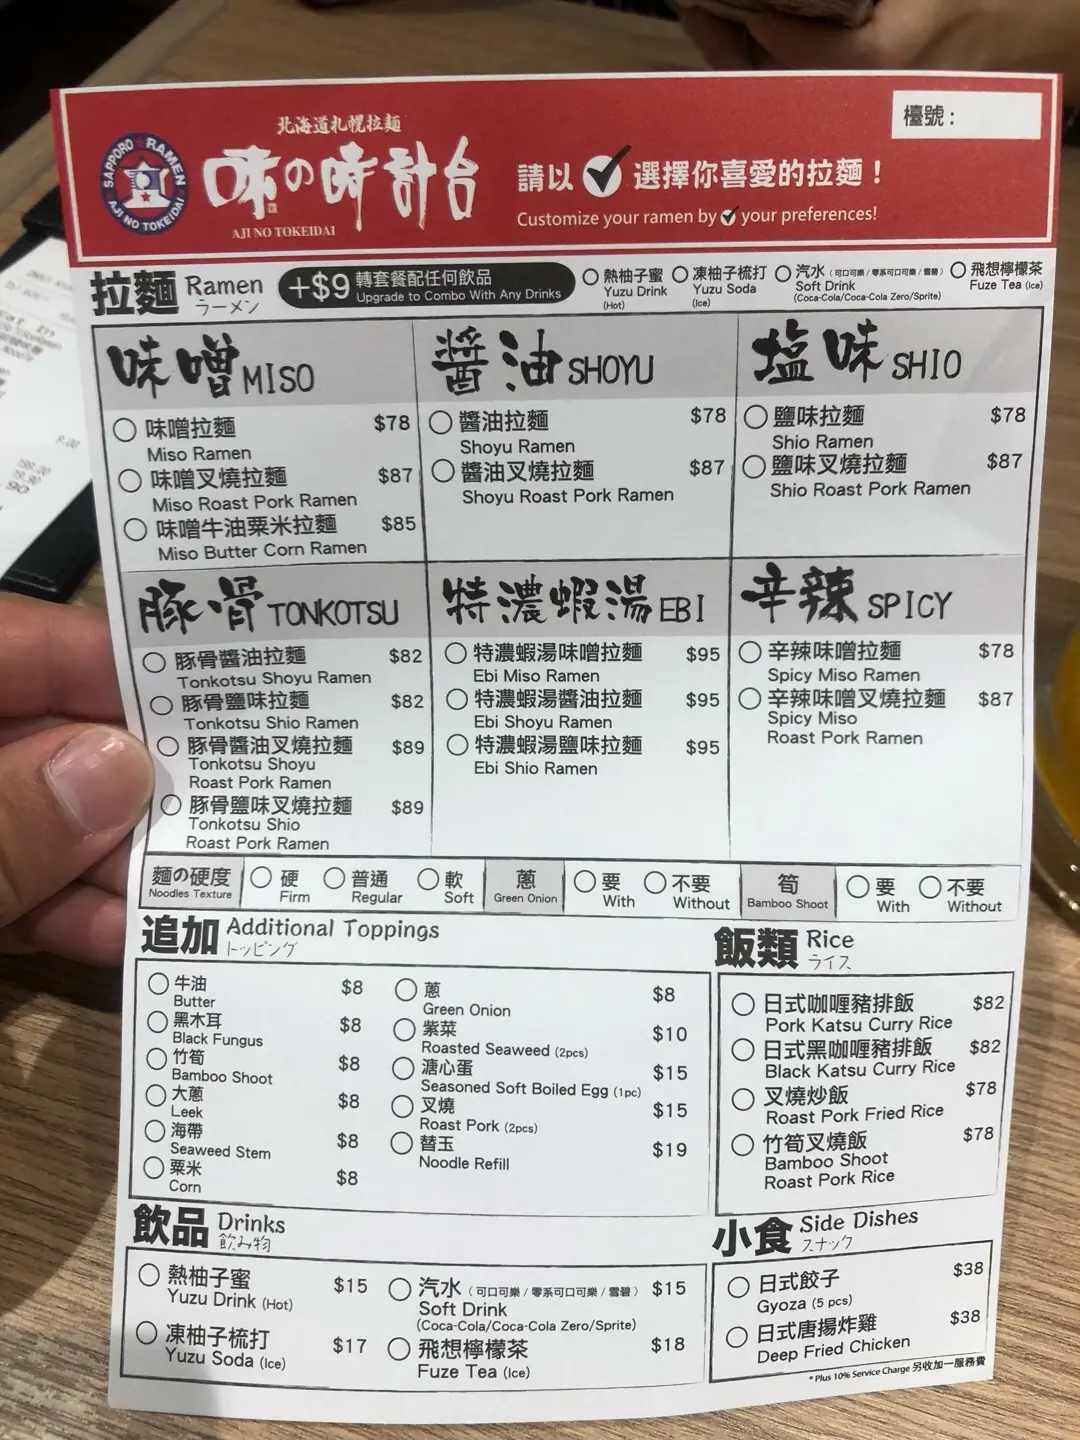 北海道札幌拉麺
味の時計台
AJI NO TOKEIDAI
SAPPORO RAMEN
AJI NO TOKEIDAI
檯號：
請以 選擇你喜愛的拉麵！
Customize your ramen by your preferences!
拉麵 Ramen
ラーメン
+$9 轉套餐配任何飲品
Upgrade to Combo With Any Drinks
熱柚子蜜
Yuzu Drink
(Hot)
凍柚子梳打
Yuzu Soda
(Ice)
汽水（可口可樂 / 零系可口可樂 / 雪碧）
Soft Drink
(Coca-Cola/Coca-Cola Zero/Sprite)
飛想檸檬茶
Fuze Tea (Ice)
味噌 MISO
味噌拉麵 $78
Miso Ramen
味噌叉燒拉麵 $87
Miso Roast Pork Ramen
味噌牛油粟米拉麵 $85
Miso Butter Corn Ramen
醬油 SHOYU
醬油拉麵 $78
Shoyu Ramen
醬油叉燒拉麵 $87
Shoyu Roast Pork Ramen
塩味 SHIO
鹽味拉麵 $78
Shio Ramen
鹽味叉燒拉麵 $87
Shio Roast Pork Ramen
豚骨 TONKOTSU
豚骨醬油拉麵 $82
Tonkotsu Shoyu Ramen
豚骨鹽味拉麵 $82
Tonkotsu Shio Ramen
豚骨醬油叉燒拉麵 $89
Tonkotsu Shoyu
Roast Pork Ramen
豚骨鹽味叉燒拉麵 $89
Tonkotsu Shio
Roast Pork Ramen
特濃蝦湯 EBI
特濃蝦湯味噌拉麵 $95
Ebi Miso Ramen
特濃蝦湯醬油拉麵 $95
Ebi Shoyu Ramen
特濃蝦湯鹽味拉麵 $95
Ebi Shio Ramen
辛辣 SPICY
辛辣味噌拉麵 $78
Spicy Miso Ramen
辛辣味噌叉燒拉麵 $87
Spicy Miso
Roast Pork Ramen
麵の硬度
Noodles Texture
硬
Firm
普通
Regular
軟
Soft
蔥
Green Onion
要
With
不要
Without
筍
Bamboo Shoot
要
With
不要
Without
追加 Additional Toppings
トッピング
牛油 $8
Butter
黑木耳 $8
Black Fungus
竹筍 $8
Bamboo Shoot
大蔥 $8
Leek
海帶 $8
Seaweed Stem
粟米 $8
Corn
蔥 $8
Green Onion
紫菜 $10
Roasted Seaweed (2pcs)
溏心蛋 $15
Seasoned Soft Boiled Egg (1pc)
叉燒 $15
Roast Pork (2pcs)
替玉 $19
Noodle Refill
飯類 Rice
ライス
日式咖喱豬排飯 $82
Pork Katsu Curry Rice
日式黑咖喱豬排飯 $82
Black Katsu Curry Rice
叉燒炒飯 $78
Roast Pork Fried Rice
竹筍叉燒飯 $78
Bamboo Shoot
Roast Pork Rice
飲品 Drinks
飲み物
熱柚子蜜 $15
Yuzu Drink (Hot)
凍柚子梳打 $17
Yuzu Soda (Ice)
汽水（可口可樂 / 零系可口可樂 / 雪碧） $15
Soft Drink
(Coca-Cola/Coca-Cola Zero/Sprite)
飛想檸檬茶 $18
Fuze Tea (Ice)
小食 Side Dishes
スナック
日式餃子 $38
Gyoza (5 pcs)
日式唐揚炸雞 $38
Deep Fried Chicken
* Plus 10% Service Charge 另收加一服務費